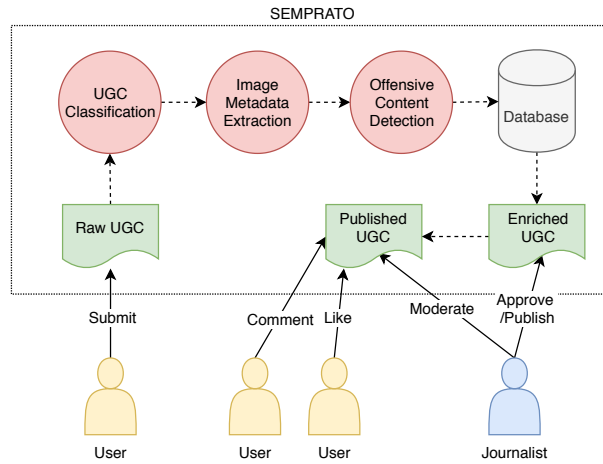 SEMPRATO
UGC
Classification
Image
Metadata
Extraction
Offensive
Content
Detection
Database
Raw UGC
Published
UGC
Enriched
UGC
Submit
Comment
Like
Moderate
Approve
/Publish
User
User
User
Journalist